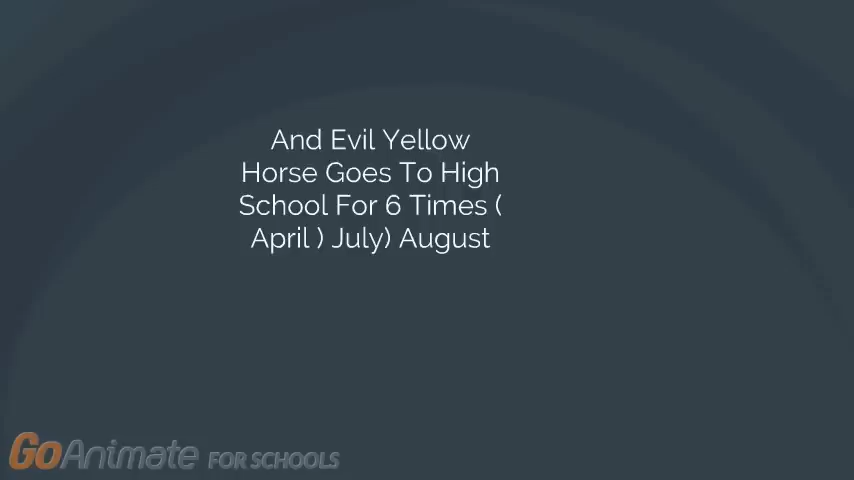 And Evil Yellow
Horse Goes To High
School For 6 Times (
April ) July) August
GoAnimate FOR SCHOOLS